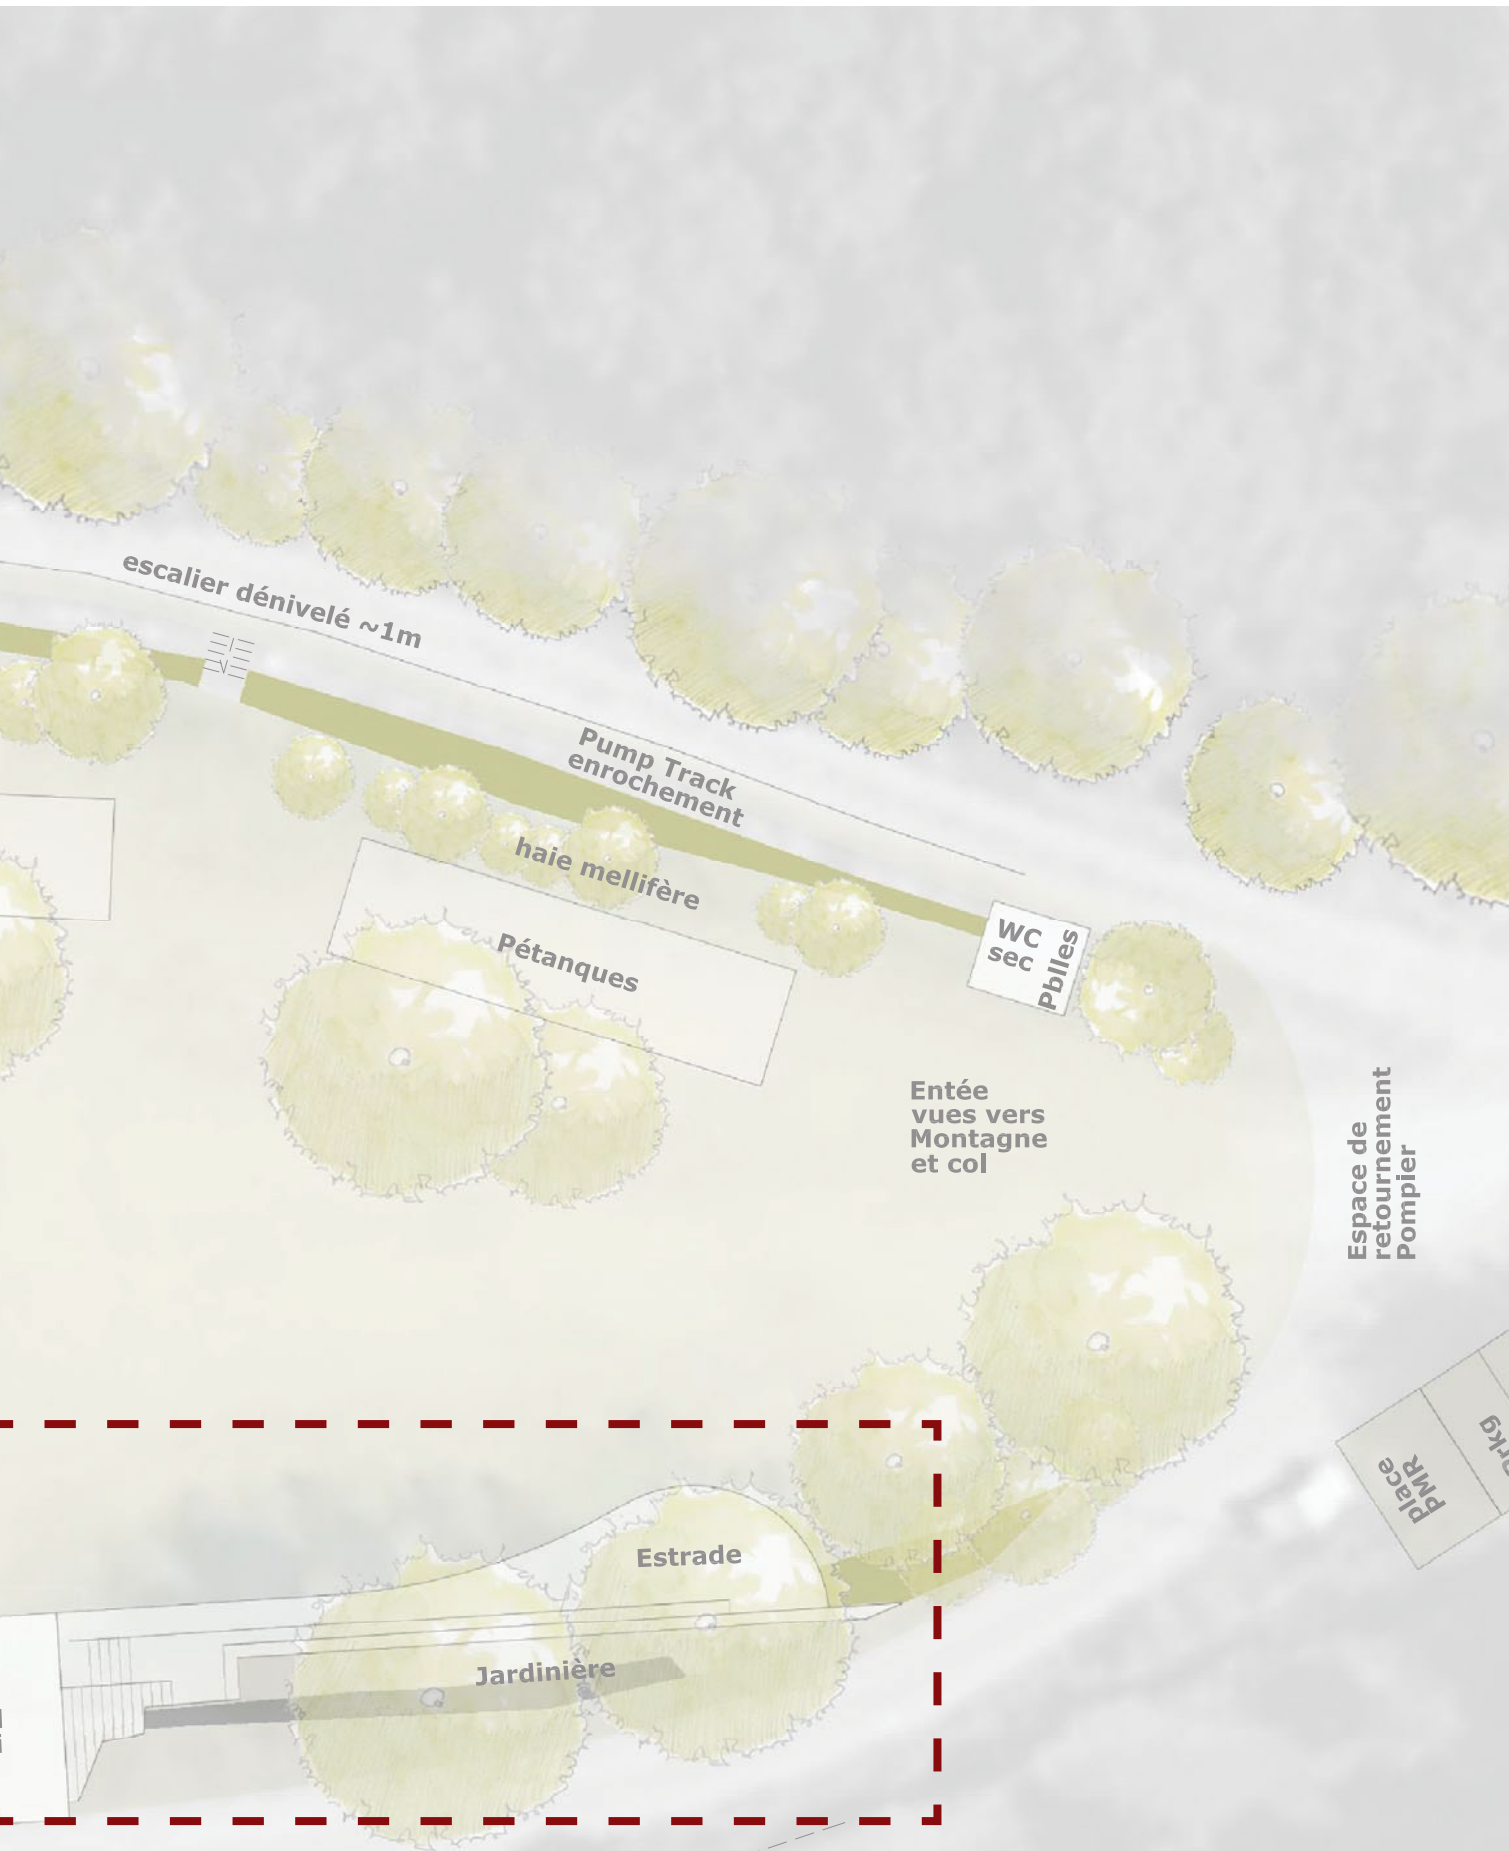 escalier dénivelé ~1m
Pump Track
enrochement
haie mellifère
Pétanques
WC
sec
Pblles
Entée
vues vers
Montagne
et col
Espace de
retournement
Pompier
place
PMR
Estrade
Jardinière